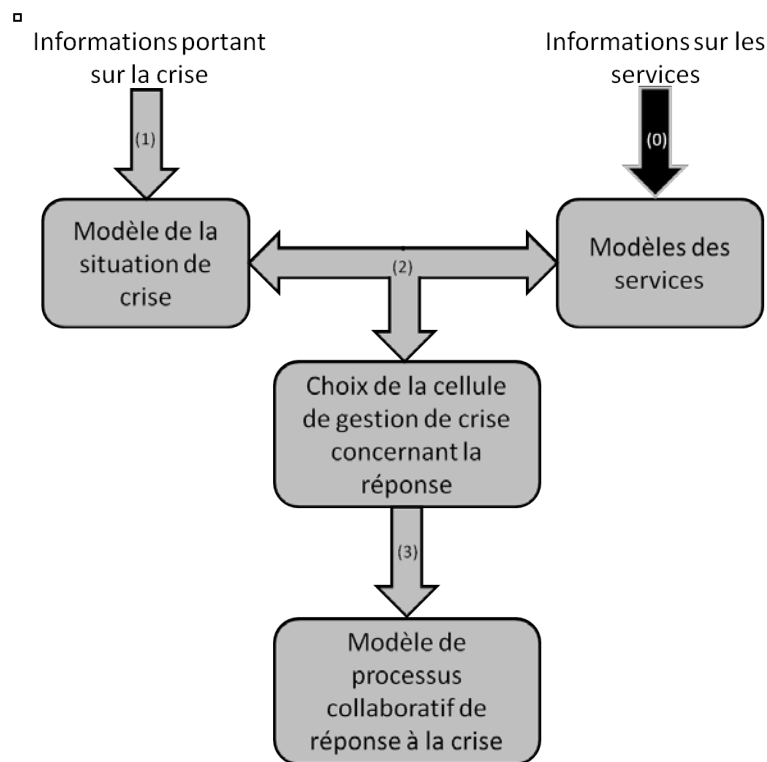 Informations portant
sur la crise
Informations sur les
services
(1)
(0)
Modèle de la
situation de
crise
(2)
Modèles des
services
Choix de la cellule
de gestion de crise
concernant la
réponse
(3)
Modèle de
processus
collaboratif de
réponse à la crise